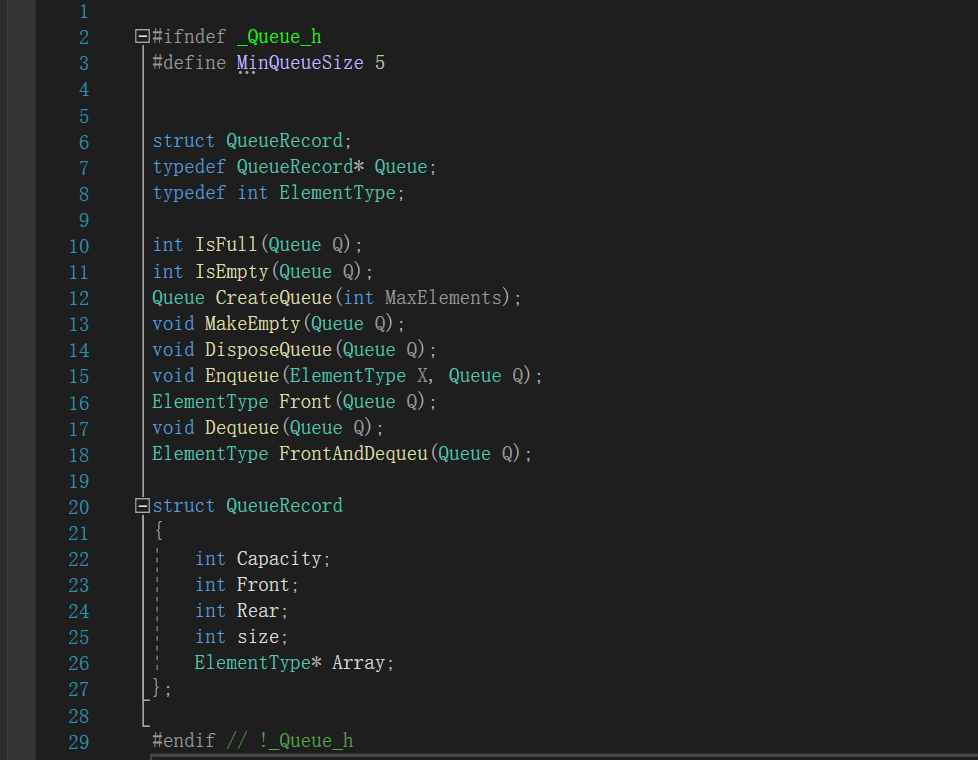 1
2 #ifndef _Queue_h
3 #define MinQueueSize 5
4
5
6 struct QueueRecord;
7 typedef QueueRecord* Queue;
8 typedef int ElementType;
9
10 int IsFull(Queue Q);
11 int IsEmpty(Queue Q);
12 Queue CreateQueue(int MaxElements);
13 void MakeEmpty(Queue Q);
14 void DisposeQueue(Queue Q);
15 void Enqueue(ElementType X, Queue Q);
16 ElementType Front(Queue Q);
17 void Dequeue(Queue Q);
18 ElementType FrontAndDequeu(Queue Q);
19
20 struct QueueRecord
21 {
22     int Capacity;
23     int Front;
24     int Rear;
25     int size;
26     ElementType* Array;
27 };
28
29 #endif // !_Queue_h